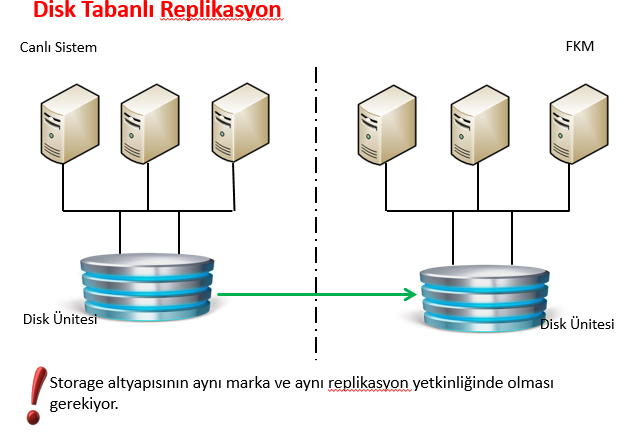 Disk Tabanlı Replikasyon
Canlı Sistem
FKM
Disk Ünitesi
Disk Ünitesi
Storage altyapısının aynı marka ve aynı replikasyon yetkinliğinde olması
gerekiyor.